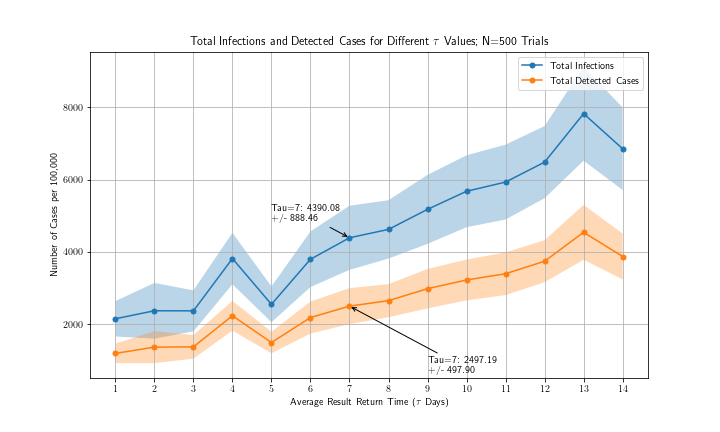 Total Infections and Detected Cases for Different τ Values; N=500 Trials
Total Infections
Total Detected Cases
Number of Cases per 100,000
8000
6000
4000
2000
Tau=7: 4390.08
+/- 888.46
Tau=7: 2497.19
+/- 497.90
1 2 3 4 5 6 7 8 9 10 11 12 13 14
Average Result Return Time (τ Days)